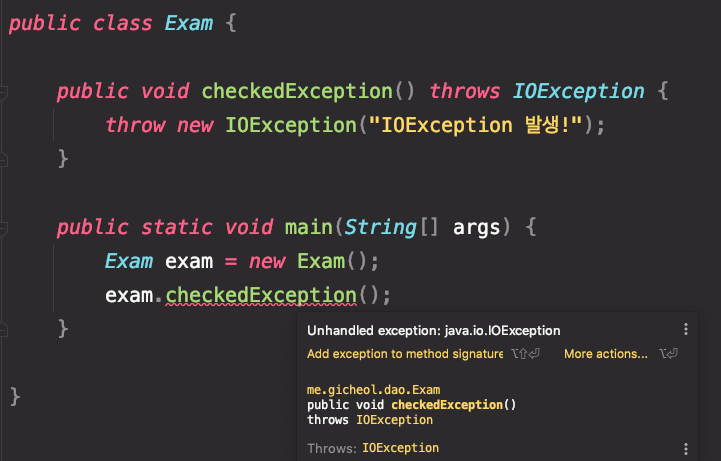 public class Exam {
public void checkedException() throws IOException {
throw new IOException("IOException 발생!");
}
public static void main(String[] args) {
Exam exam = new Exam();
exam.checkedException();
}
}
Unhandled exception: java.io.IOException
Add exception to method signature ⌥⇧⏎ More actions... ⌥⏎
me.gicheol.dao.Exam
public void checkedException()
throws IOException
Throws: IOException